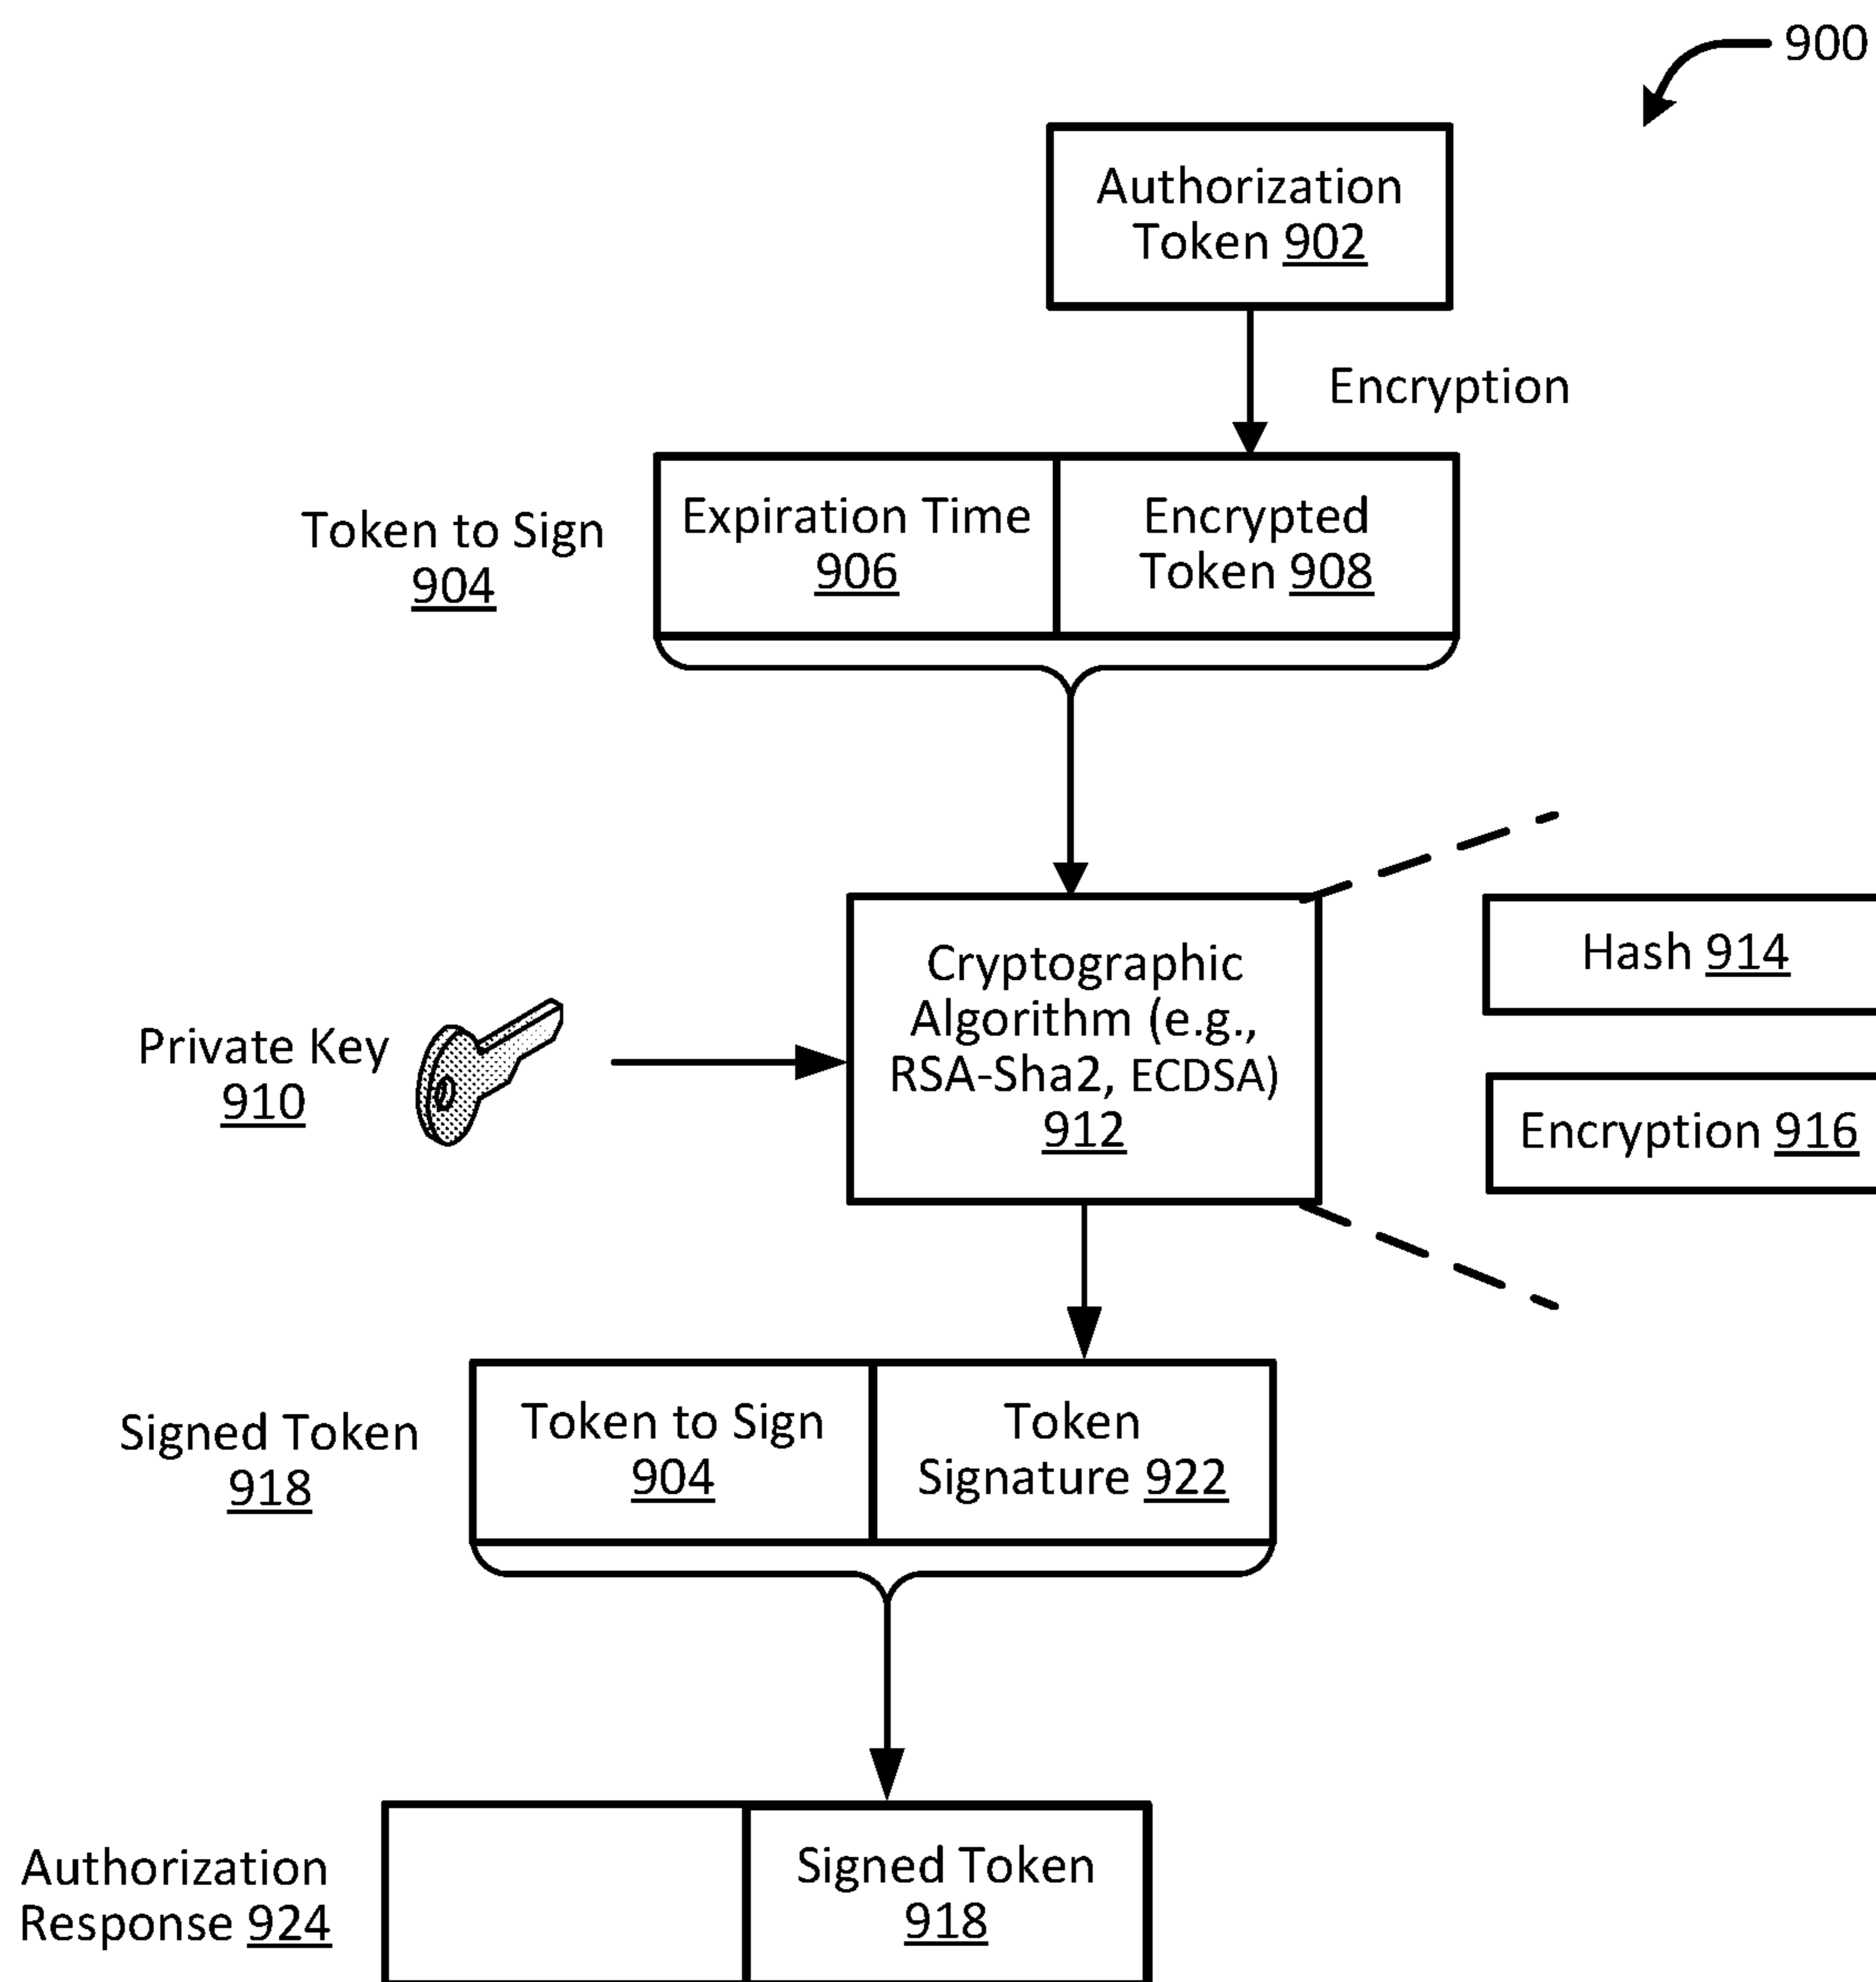 900
Authorization
Token 902
Encryption
Token to Sign
904
Expiration Time
906
Encrypted
Token 908
Private Key
910
Cryptographic
Algorithm (e.g.,
RSA-Sha2, ECDSA)
912
Hash 914
Encryption 916
Signed Token
918
Token to Sign
904
Token
Signature 922
Authorization
Response 924
Signed Token
918